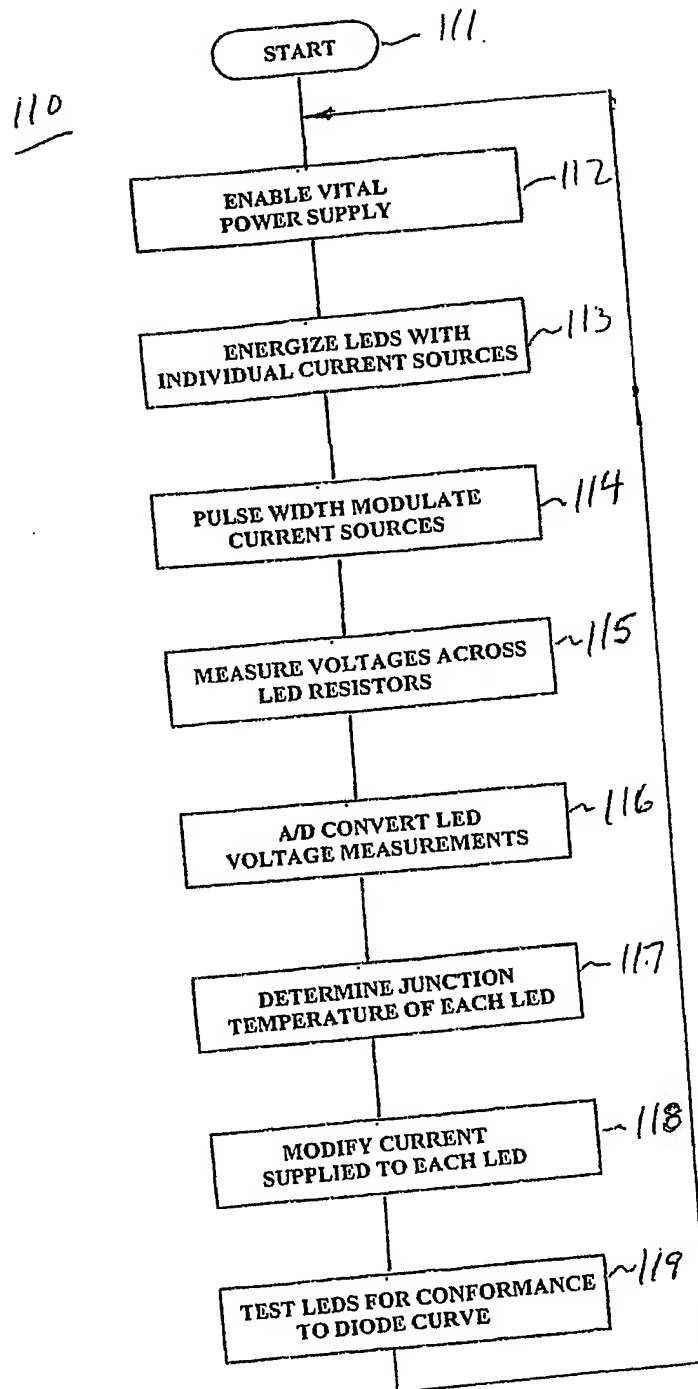 START
111.
110
ENABLE VITAL
POWER SUPPLY
112
ENERGIZE LEDS WITH
INDIVIDUAL CURRENT SOURCES
113
PULSE WIDTH MODULATE
CURRENT SOURCES
114
MEASURE VOLTAGES ACROSS
LED RESISTORS
115
A/D CONVERT LED
VOLTAGE MEASUREMENTS
116
DETERMINE JUNCTION
TEMPERATURE OF EACH LED
117
MODIFY CURRENT
SUPPLIED TO EACH LED
118
TEST LEDS FOR CONFORMANCE
TO DIODE CURVE
119